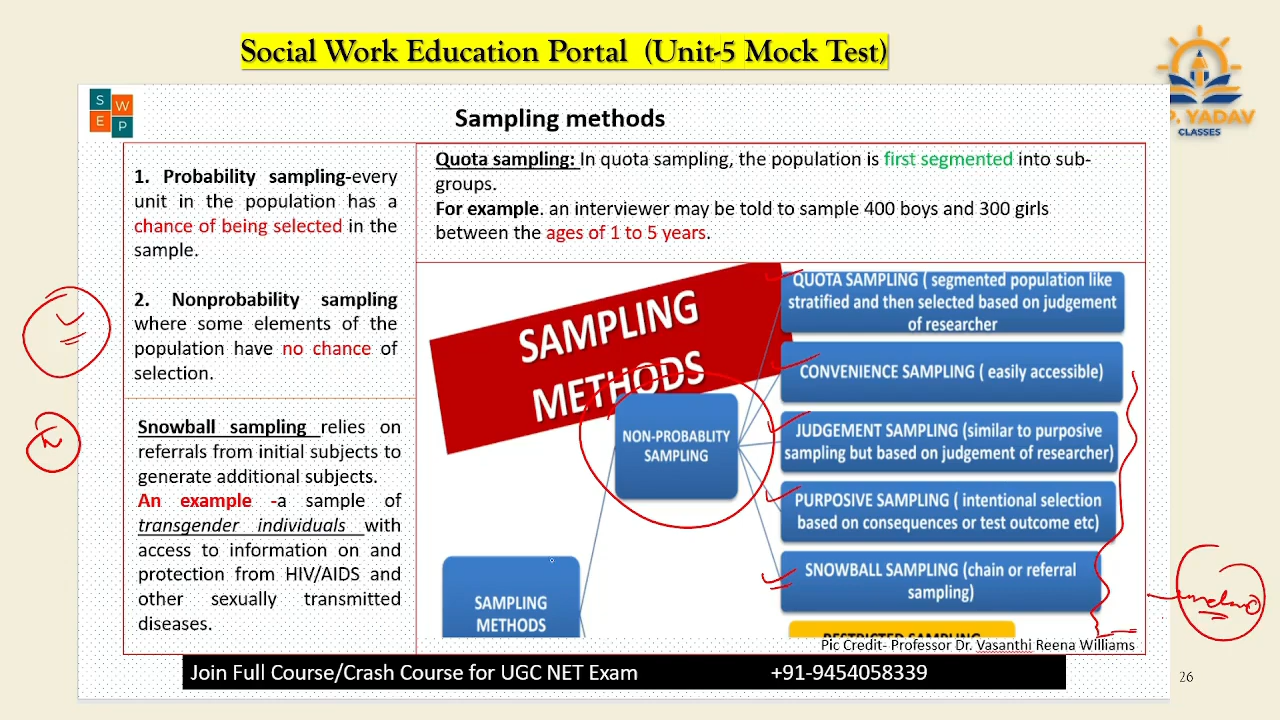 Social Work Education Portal (Unit-5 Mock Test)
S W
E P
Sampling methods
P. YADAV
CLASSES
1. Probability sampling-every
unit in the population has a
chance of being selected in the
sample.
2. Nonprobability sampling
where some elements of the
population have no chance of
selection.
Snowball sampling relies on
referrals from initial subjects to
generate additional subjects.
An example -a sample of
transgender individuals with
access to information on and
protection from HIV/AIDS and
other sexually transmitted
diseases.
Quota sampling: In quota sampling, the population is first segmented into sub-
groups.
For example. an interviewer may be told to sample 400 boys and 300 girls
between the ages of 1 to 5 years.
SAMPLING
METHODS
NON-PROBABLITY
SAMPLING
SAMPLING
METHODS
QUOTA SAMPLING ( segmented population like
stratified and then selected based on judgement
of researcher
CONVENIENCE SAMPLING ( easily accessible)
JUDGEMENT SAMPLING (similar to purposive
sampling but based on judgement of researcher)
PURPOSIVE SAMPLING ( intentional selection
based on consequences or test outcome etc)
SNOWBALL SAMPLING (chain or referral
sampling)
RESTRICTED SAMPLING
Pic Credit- Professor Dr. Vasanthi Reena Williams
Join Full Course/Crash Course for UGC NET Exam +91-9454058339
26